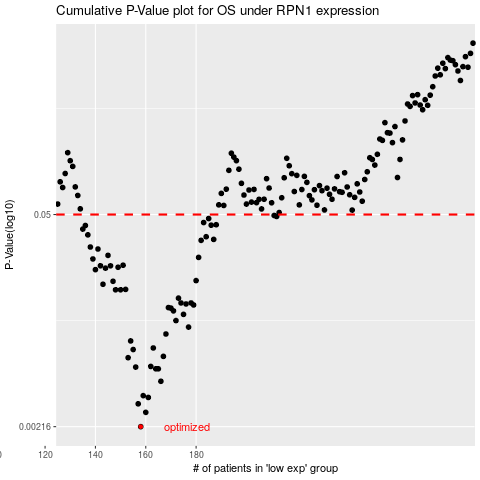 Cumulative P-Value plot for OS under RPN1 expression
P-Value(log10)
0.05
0.00216
optimized
0 120 140 160 180
# of patients in 'low exp' group